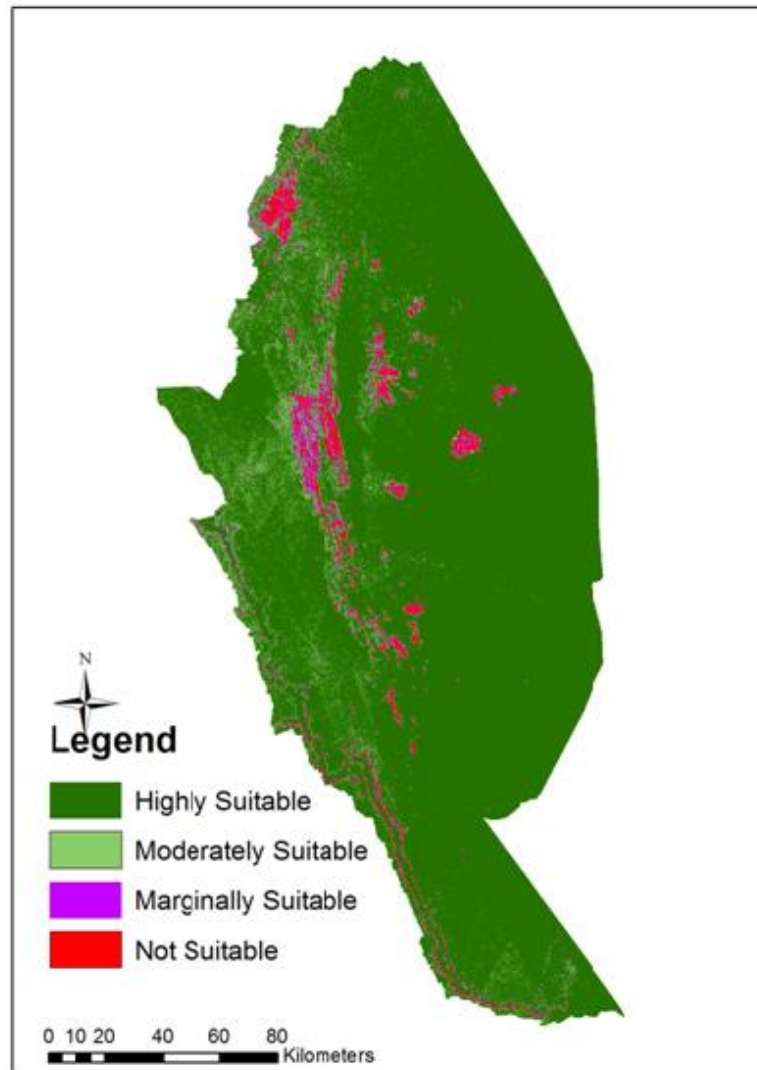 N
Legend
Highly Suitable
Moderately Suitable
Marginally Suitable
Not Suitable
0 10 20 40 60 80
Kilometers